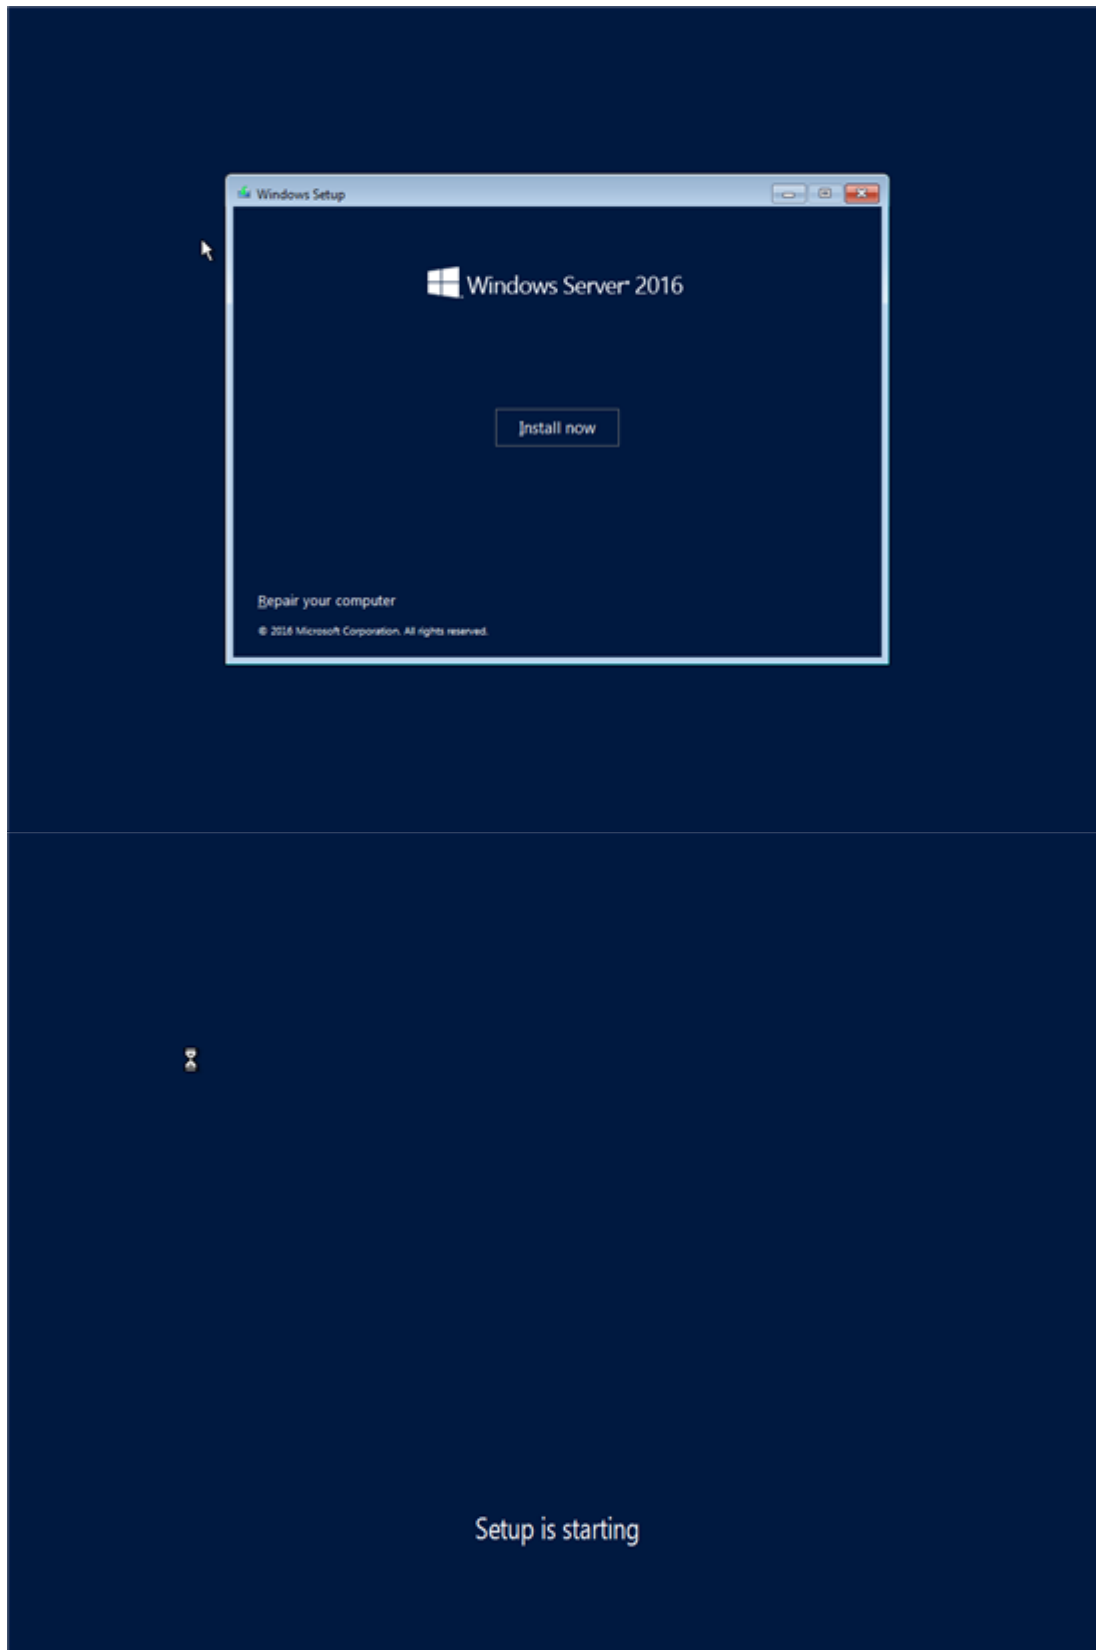 Windows Setup
Windows Server 2016
Install now
Repair your computer
© 2016 Microsoft Corporation. All rights reserved.
Setup is starting